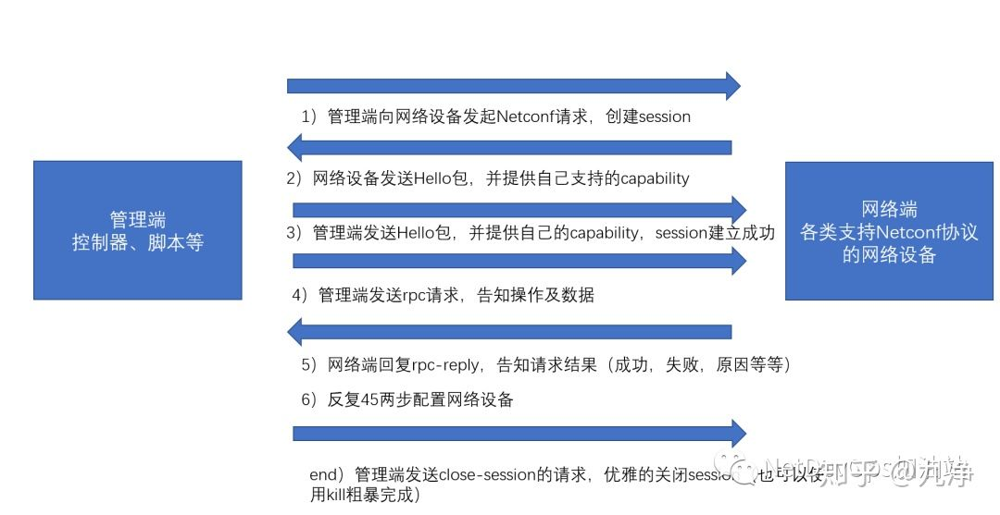 1）管理端向网络设备发起Netconf请求，创建session
2）网络设备发送Hello包，并提供自己支持的capability
管理端
控制器、脚本等
网络端
各类支持Netconf协议
的网络设备
3）管理端发送Hello包，并提供自己的capability，session建立成功
4）管理端发送rpc请求，告知操作及数据
5）网络端回复rpc-reply，告知请求结果（成功，失败，原因等等）
6）反复45两步配置网络设备
end）管理端发送close-session的请求，优雅的关闭session（也可以使
用kill粗暴完成）
知乎 @九净